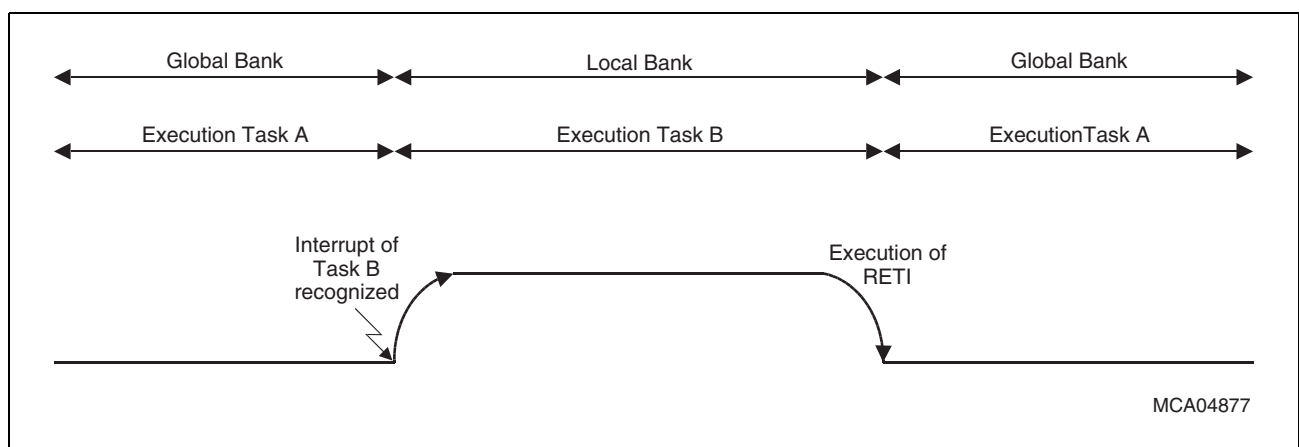 Global Bank
Local Bank
Global Bank
Execution Task A
Execution Task B
ExecutionTask A
Interrupt of
Task B
recognized
Execution of
RETI
MCA04877